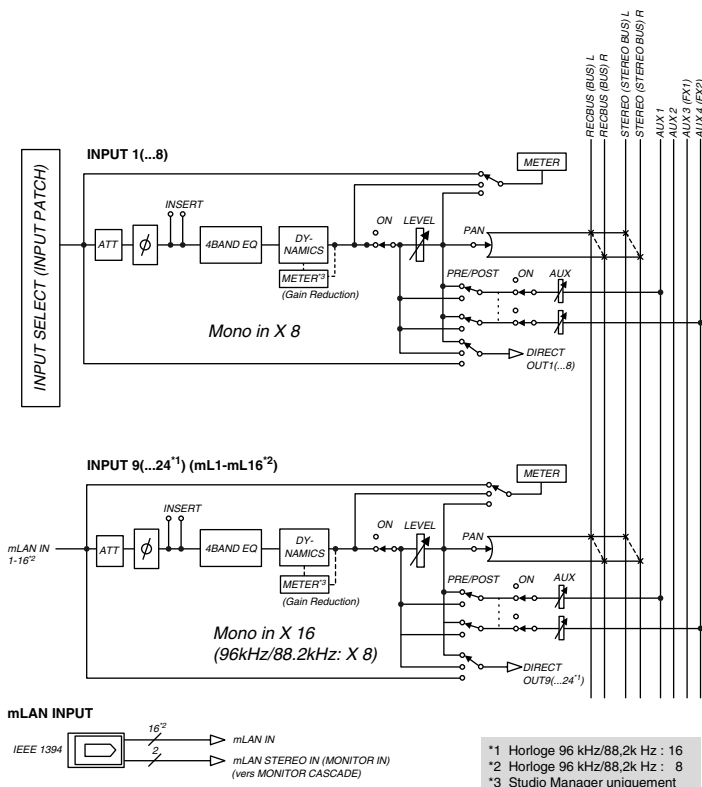 RECBUS (BUS) L
RECBUS (BUS) R
STEREO (STEREO BUS) L
STEREO (STEREO BUS) R
AUX 1
AUX 2
AUX 3 (FX1)
AUX 4 (FX2)
INPUT SELECT (INPUT PATCH)
INPUT 1(...8)
METER
INSERT
ON
LEVEL
PAN
ATT
ϕ
4BAND EQ
DY-
NAMICS
METER*3
(Gain Reduction)
PRE/POST
ON
AUX
Mono in X 8
DIRECT
OUT1(...8)
INPUT 9(...24*1) (mL1-mL16*2)
METER
INSERT
ON
LEVEL
PAN
mLAN IN
1-16*2
ATT
ϕ
4BAND EQ
DY-
NAMICS
METER*3
(Gain Reduction)
PRE/POST
ON
AUX
Mono in X 16
(96kHz/88.2kHz: X 8)
DIRECT
OUT9(...24*1)
mLAN INPUT
IEEE 1394
16*2
mLAN IN
2
mLAN STEREO IN (MONITOR IN)
(vers MONITOR CASCADE)
*1 Horloge 96 kHz/88,2k Hz : 16
*2 Horloge 96 kHz/88,2k Hz : 8
*3 Studio Manager uniquement